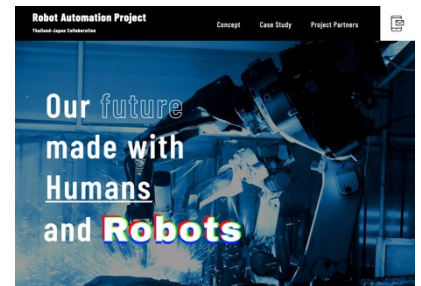 Robot Automation Project
Thailand-Japan Collaboration
Concept Case Study Project Partners
Our future
made with
Humans
and Robots